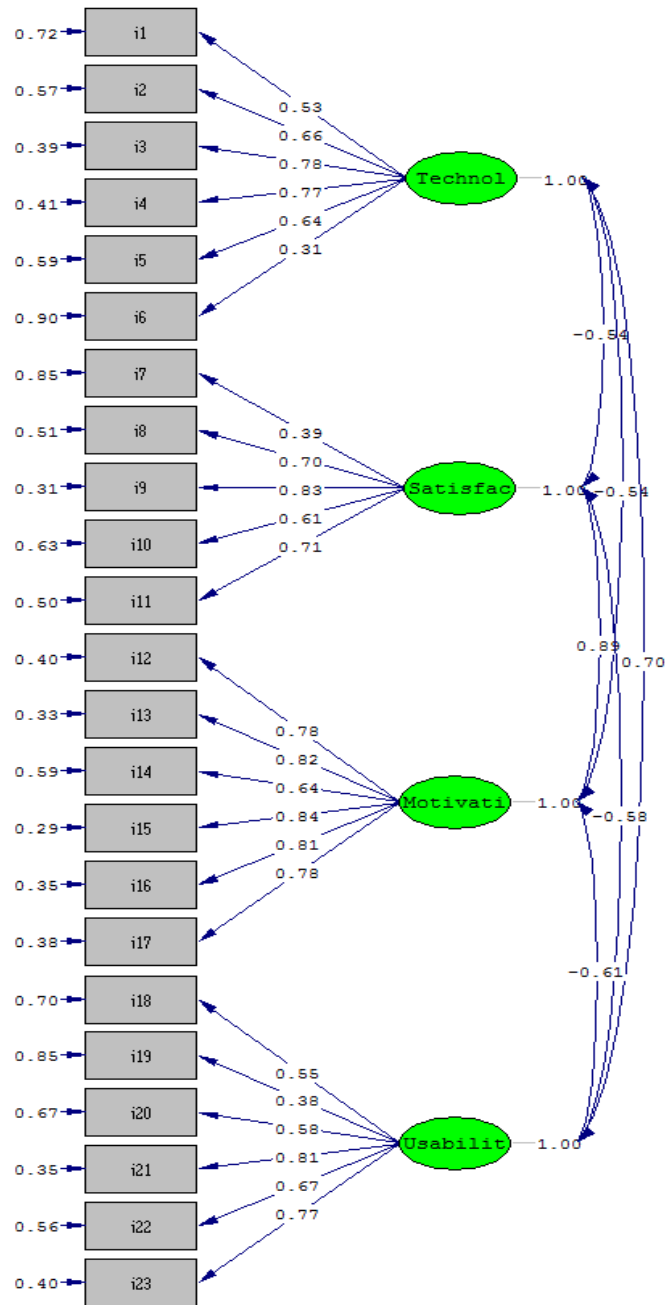 0.72 i1
0.53
0.57 i2
0.66
0.39 i3
0.78
Technol 1.00
0.41 i4
0.77
0.59 i5
0.64
0.31
0.90 i6
-0.54
0.85 i7
0.39
0.51 i8
0.70
0.31 i9
0.83
Satisfac 1.00 -0.54
0.63 i10
0.61
0.71
0.50 i11
0.40 i12
0.89
0.70
0.33 i13
0.78
0.82
0.59 i14
0.64
Motivati 1.00
0.29 i15
0.84
-0.58
0.81
0.35 i16
0.78
0.38 i17
-0.61
0.70 i18
0.85 i19
0.55
0.38
0.67 i20
0.58
Usabilit 1.00
0.35 i21
0.81
0.67
0.56 i22
0.77
0.40 i23